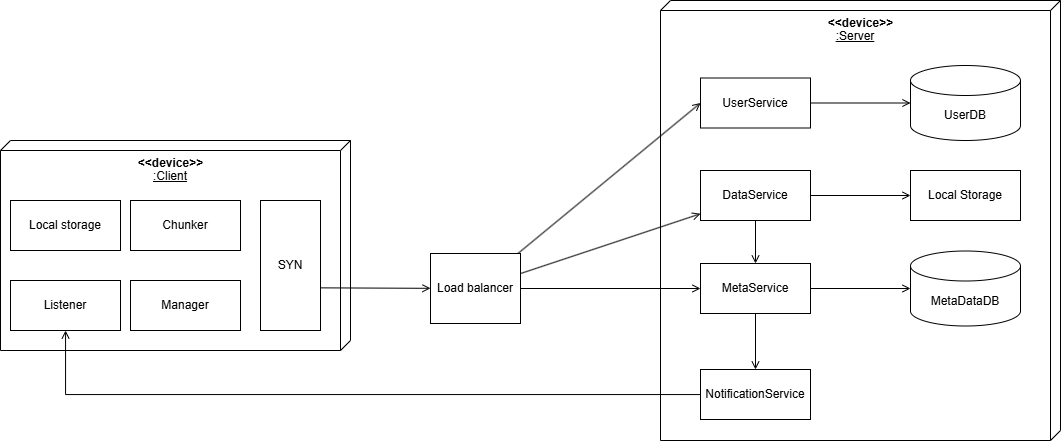 <<device>>
:Client
Local storage
Chunker
SYN
Listener
Manager
Load balancer
<<device>>
:Server
UserService
UserDB
DataService
Local Storage
MetaService
MetaDataDB
NotificationService